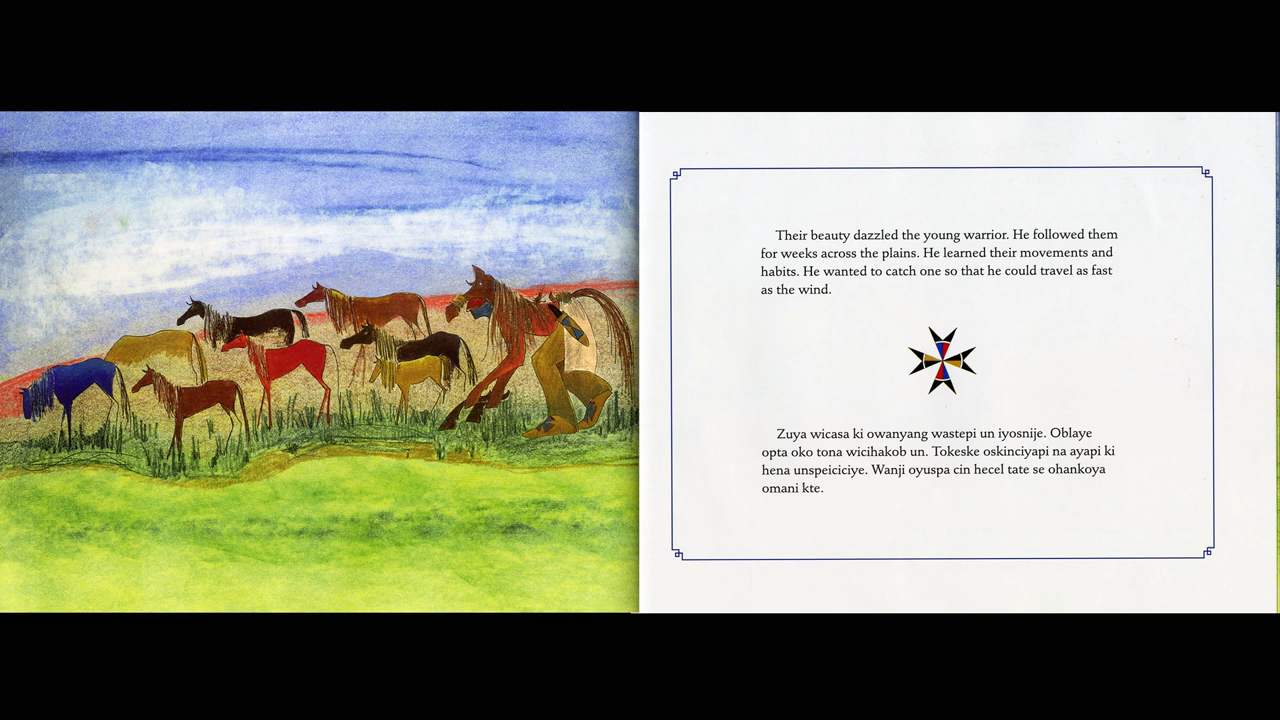 Their beauty dazzled the young warrior. He followed them
for weeks across the plains. He learned their movements and
habits. He wanted to catch one so that he could travel as fast
as the wind.
Zuya wicasa ki owanyang wastepi un iyosnije. Oblaye
opta oko tona wicihakob un. Tokeske oskinciyapi na ayapi ki
hena unspeiciciye. Wanji oyuspa cin hecel tate se ohankoya
omani kte.